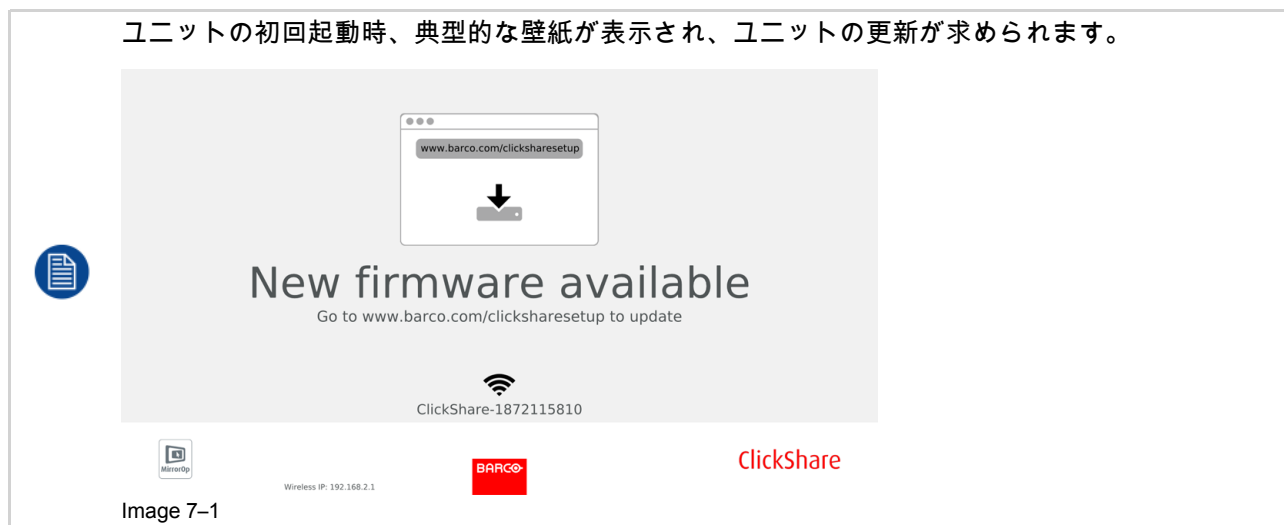 ユニットの初回起動時、典型的な壁紙が表示され、ユニットの更新が求められます。
www.barco.com/clicksharesetup
New firmware available
Go to www.barco.com/clicksharesetup to update
ClickShare-1872115810
MirrorOp
Wireless IP: 192.168.2.1
BARCO
ClickShare
Image 7–1